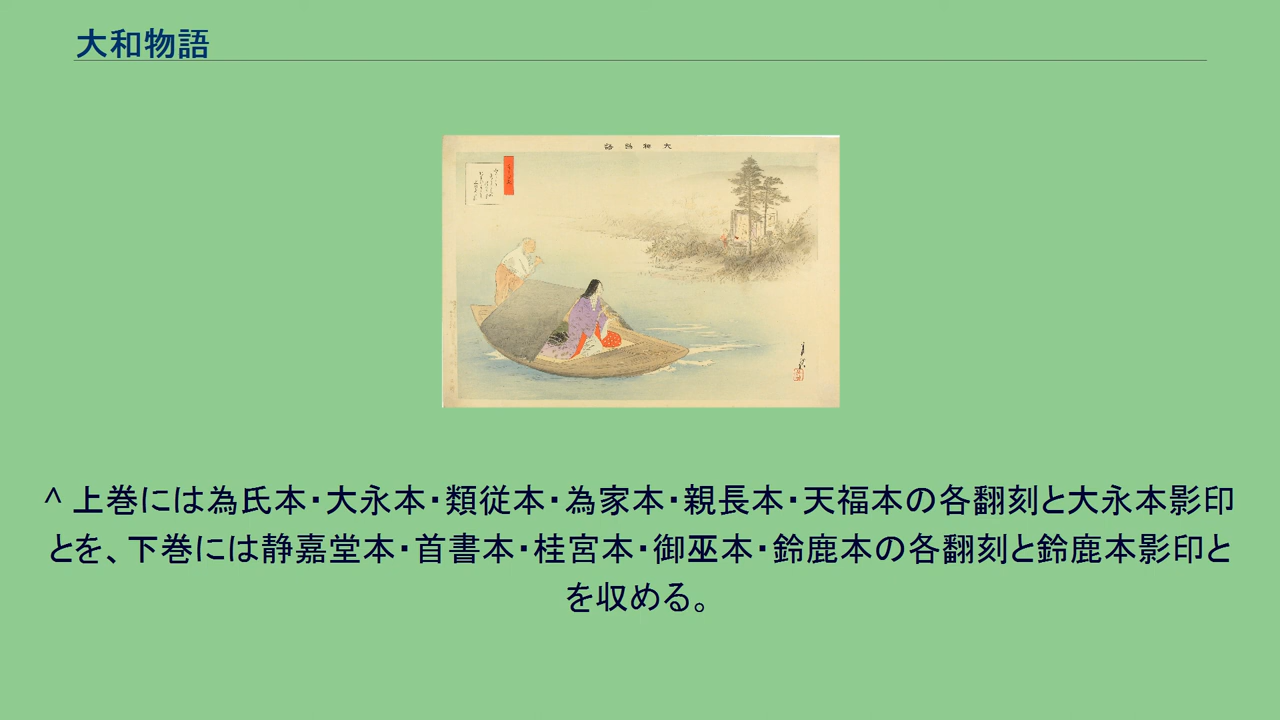 大和物語
大和物語
^ 上巻には為氏本・大永本・類従本・為家本・親長本・天福本の各翻刻と大永本影印
とを、下巻には静嘉堂本・首書本・桂宮本・御巫本・鈴鹿本の各翻刻と鈴鹿本影印と
を収める。